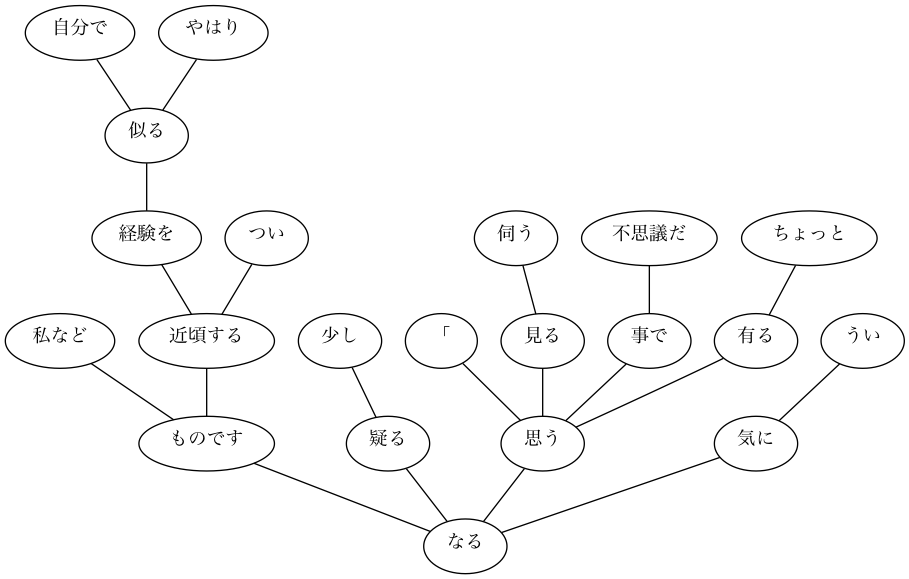 自分で
やはり
似る
経験を
つい
伺う
不思議だ
ちょっと
私など
近頃する
少し
「
見る
事で
有る
うい
ものです
疑る
思う
気に
なる